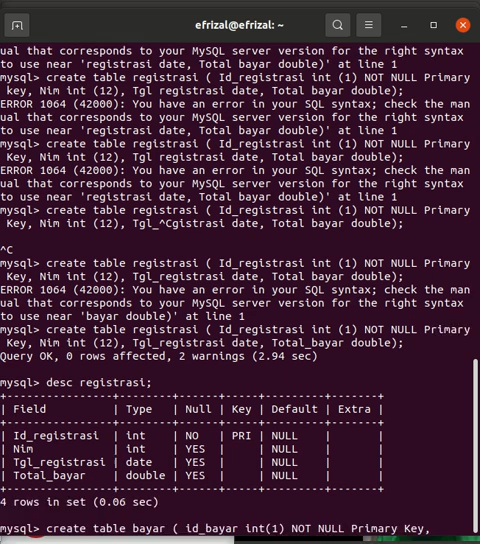 efrizal@efrizal: ~
ual that corresponds to your MySQL server version for the right syntax
to use near 'registrasi date, Total bayar double)' at line 1
mysql> create table registrasi ( Id_registrasi int (1) NOT NULL Primary
key, Nim int (12), Tgl registrasi date, Total bayar double);
ERROR 1064 (42000): You have an error in your SQL syntax; check the man
ual that corresponds to your MySQL server version for the right syntax
to use near 'registrasi date, Total bayar double)' at line 1
mysql> create table registrasi ( Id_registrasi int (1) NOT NULL Primary
 Key, Nim int (12), Tgl registrasi date, Total bayar double);
ERROR 1064 (42000): You have an error in your SQL syntax; check the man
ual that corresponds to your MySQL server version for the right syntax
to use near 'registrasi date, Total bayar double)' at line 1
mysql> create table registrasi ( Id_registrasi int (1) NOT NULL Primary
 Key, Nim int (12), Tgl_^Cgistrasi date, Total bayar double);
^C
mysql> create table registrasi ( Id_registrasi int (1) NOT NULL Primary
 Key, Nim int (12), Tgl_registrasi date, Total bayar double);
ERROR 1064 (42000): You have an error in your SQL syntax; check the man
ual that corresponds to your MySQL server version for the right syntax
to use near 'bayar double)' at line 1
mysql> create table registrasi ( Id_registrasi int (1) NOT NULL Primary
 Key, Nim int (12), Tgl_registrasi date, Total_bayar double);
Query OK, 0 rows affected, 2 warnings (2.94 sec)
mysql> desc registrasi;
+----------------+--------+------+-----+---------+-------+
| Field          | Type   | Null | Key | Default | Extra |
+----------------+--------+------+-----+---------+-------+
| Id_registrasi  | int    | NO   | PRI | NULL    |       |
| Nim            | int    | YES  |     | NULL    |       |
| Tgl_registrasi | date   | YES  |     | NULL    |       |
| Total_bayar    | double | YES  |     | NULL    |       |
+----------------+--------+------+-----+---------+-------+
4 rows in set (0.06 sec)
mysql> create table bayar ( id_bayar int(1) NOT NULL Primary Key,